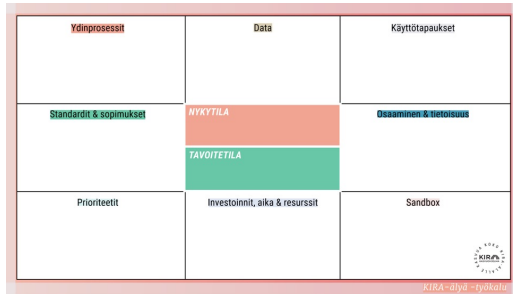 Ydinprosessit
Data
Käyttötapaukset
Standardit & sopimukset
NYKYTILA
TAVOITETILA
Osaaminen & tietoisuus
Prioriteetit
Investoinnit, aika & resurssit
Sandbox
KIRA
KIRA-älyä -työkalu